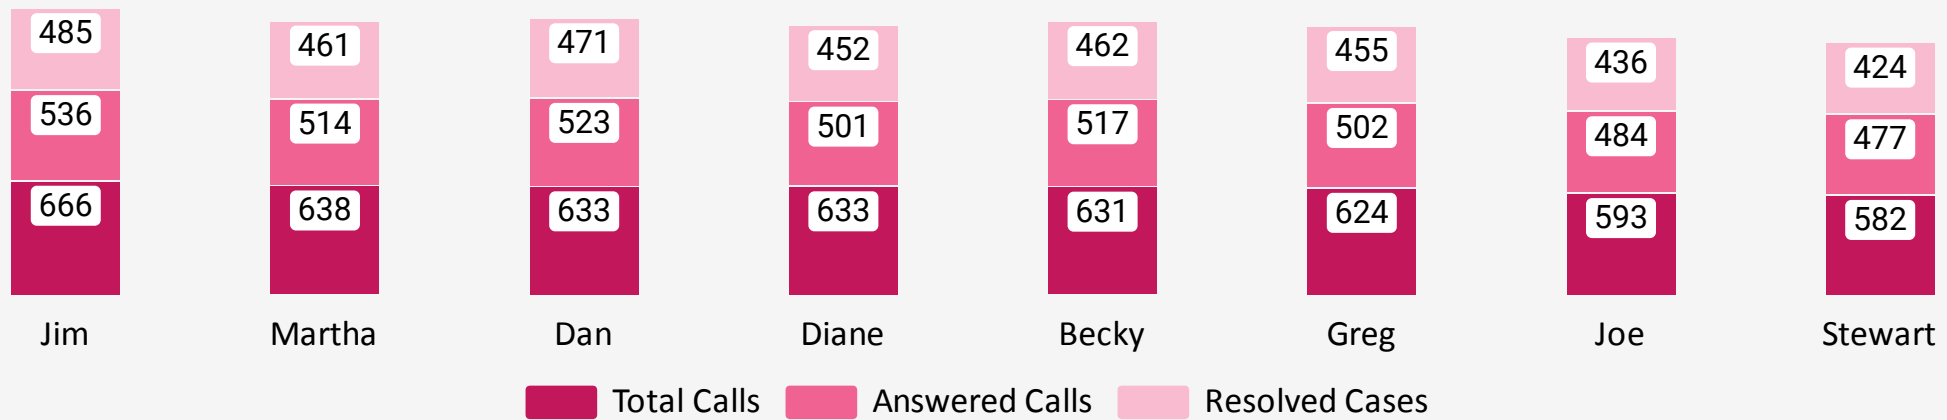 485 461 471 452 462 455 436 424
536 514 523 501 517 502 484 477
666 638 633 633 631 624 593 582
Jim Martha Dan Diane Becky Greg Joe Stewart
Total Calls Answered Calls Resolved Cases